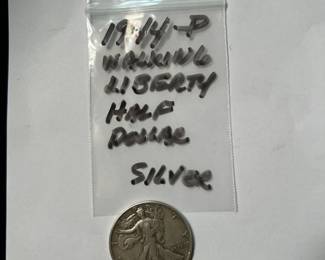 1944-P
WALKING
LIBERTY
HALF
DOLLAR
SILVER